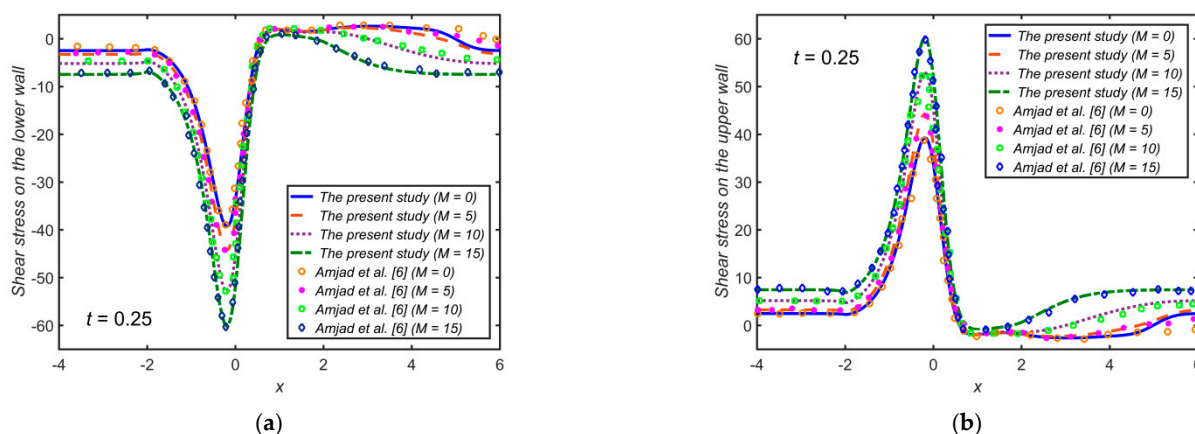 Shear stress on the lower wall
0
-10
-20
-30
-40
-50
-60
t = 0.25
The present study (M = 0)
The present study (M = 5)
The present study (M = 10)
The present study (M = 15)
Amjad et al. [6] (M = 0)
Amjad et al. [6] (M = 5)
Amjad et al. [6] (M = 10)
Amjad et al. [6] (M = 15)
-4 -2 0 2 4 6
x
(a)
Shear stress on the upper wall
60
50
40
30
20
10
0
t = 0.25
The present study (M = 0)
The present study (M = 5)
The present study (M = 10)
The present study (M = 15)
Amjad et al. [6] (M = 0)
Amjad et al. [6] (M = 5)
Amjad et al. [6] (M = 10)
Amjad et al. [6] (M = 15)
-4 -2 0 2 4 6
x
(b)